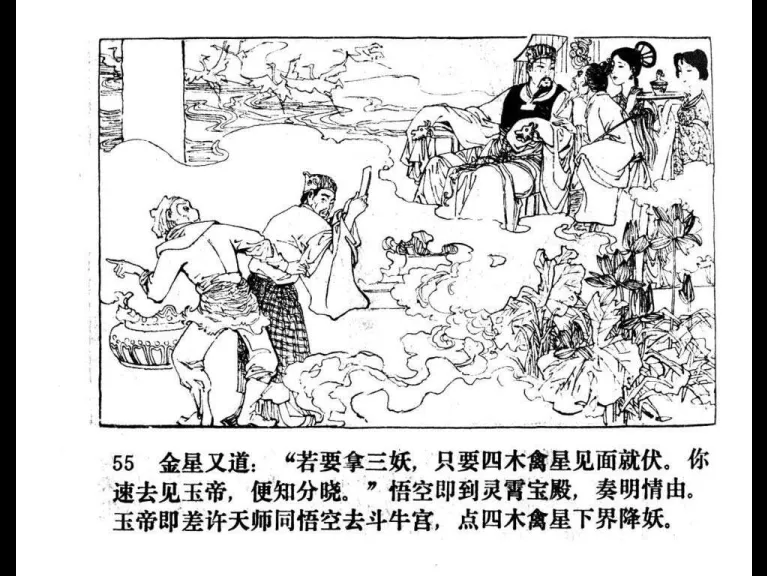 55 金星又道：“若要拿三妖，只要四木禽星见面就伏。你
速去见玉帝，便知分晓。”悟空即到灵霄宝殿，奏明情由。
玉帝即差许天师同悟空去斗牛宫，点四木禽星下界降妖。